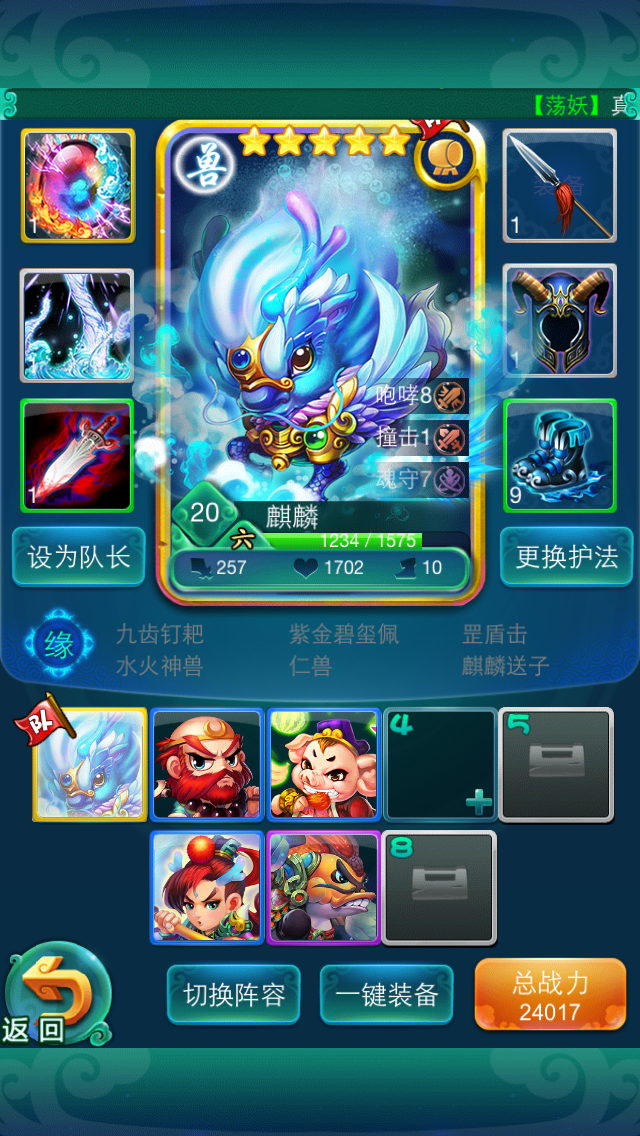 【荡妖】真
兽
1
装备
1
咆哮8
撞击1
魂守7
1
1
9
20
麒麟
六
1234 / 1575
257
1702
10
设为队长
更换护法
缘
九齿钉耙
紫金碧玺佩
罡盾击
水火神兽
仁兽
麒麟送子
队
4
5
8
返回
切换阵容
一键装备
总战力
24017